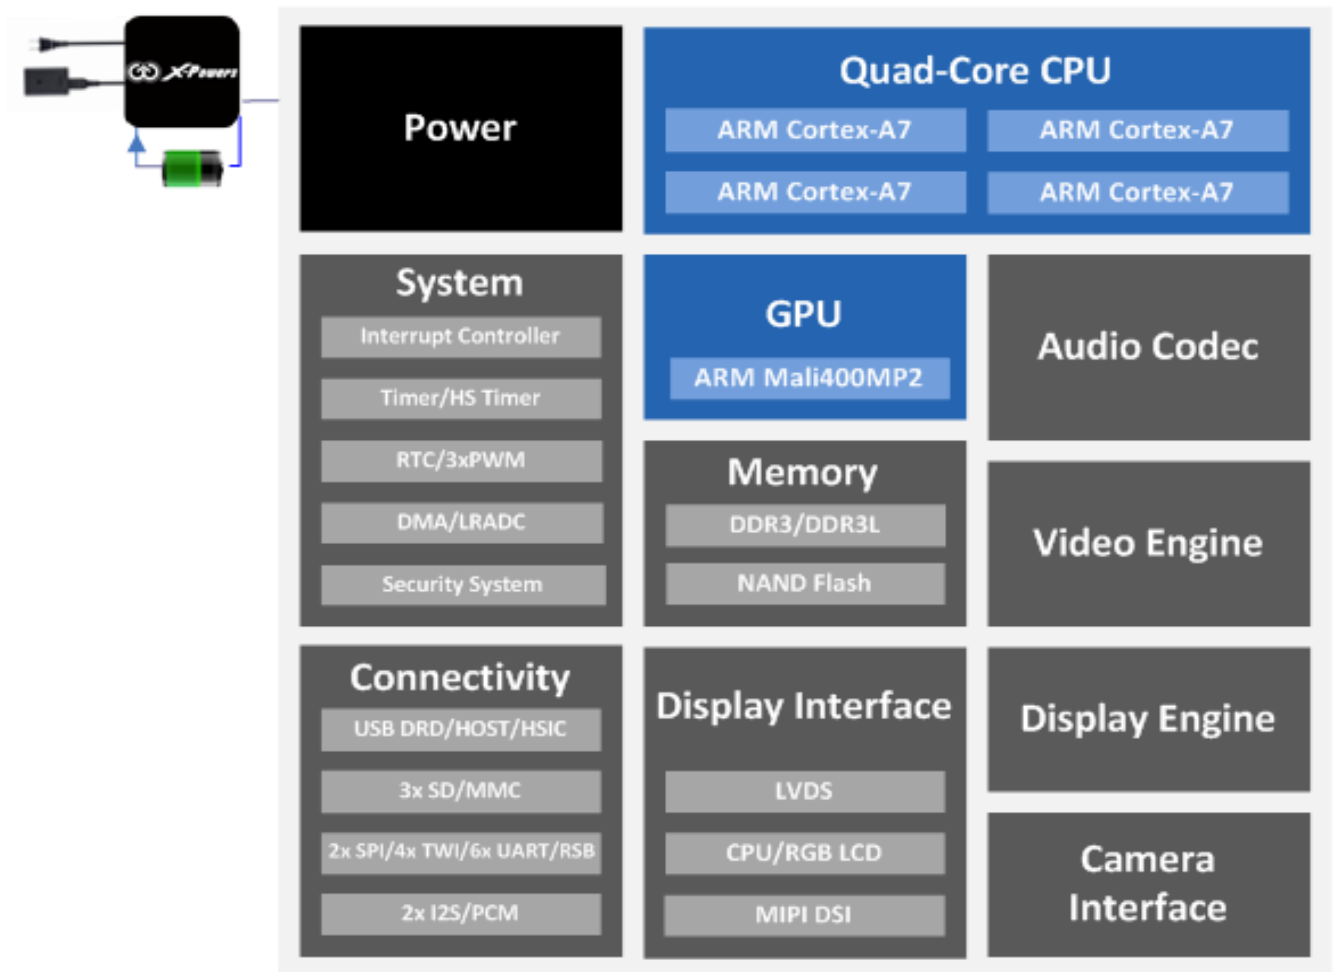 X-Powers
Power
Quad-Core CPU
ARM Cortex-A7
ARM Cortex-A7
ARM Cortex-A7
ARM Cortex-A7
System
Interrupt Controller
Timer/HS Timer
RTC/3xPWM
DMA/LRADC
Security System
GPU
ARM Mali400MP2
Audio Codec
Memory
DDR3/DDR3L
NAND Flash
Video Engine
Connectivity
USB DRD/HOST/HSIC
3x SD/MMC
2x SPI/4x TWI/6x UART/RSB
2x I2S/PCM
Display Interface
LVDS
CPU/RGB LCD
MIPI DSI
Display Engine
Camera
Interface